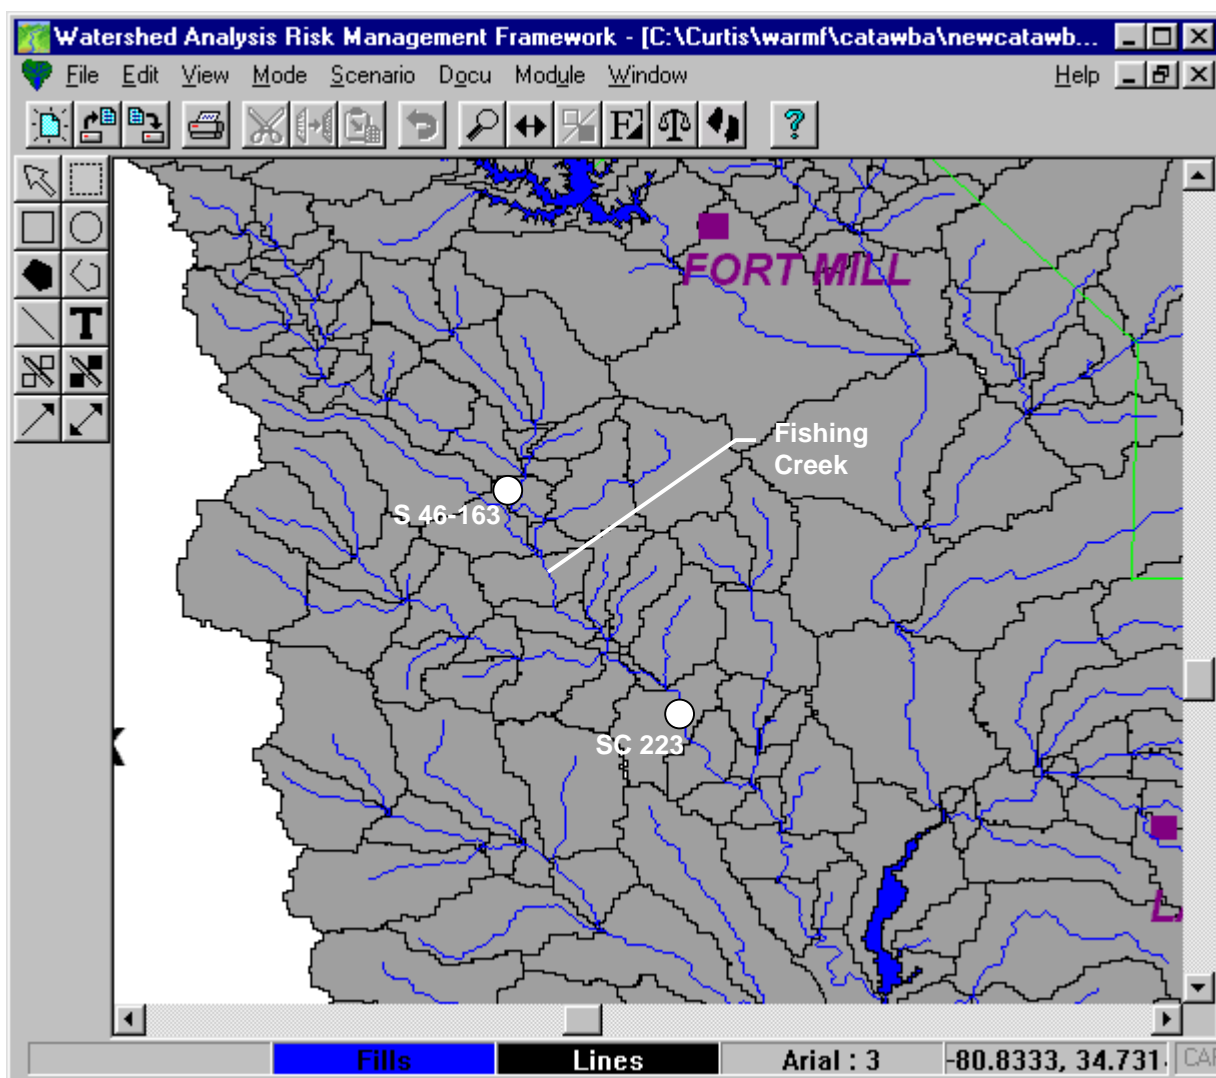 Watershed Analysis Risk Management Framework - [C:\Curtis\warmf\catawba\newcatawb...
File Edit View Mode Scenario Docu Module Window Help
FORT MILL
Fishing
Creek
S 46-163
SC 223
Fills Lines Arial : 3 -80.8333, 34.731